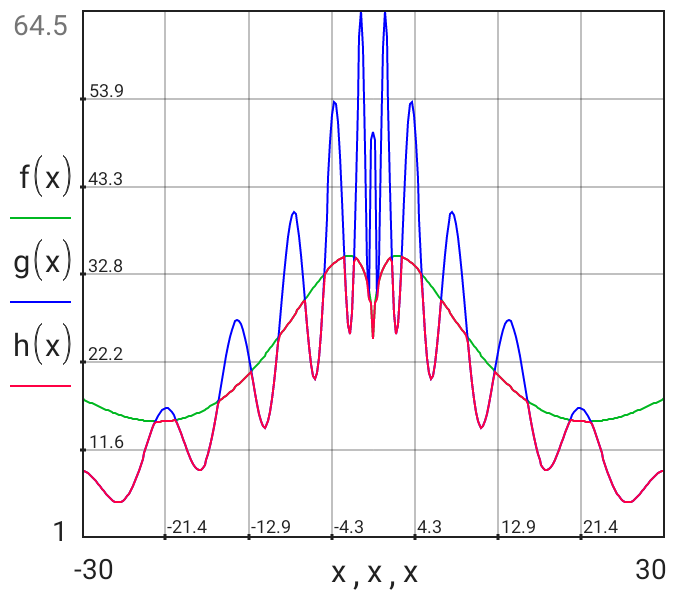 64.5
53.9
f(x)
43.3
g(x)
32.8
h(x)
22.2
11.6
1
-21.4 -12.9 -4.3 4.3 12.9 21.4
-30 x , x , x 30